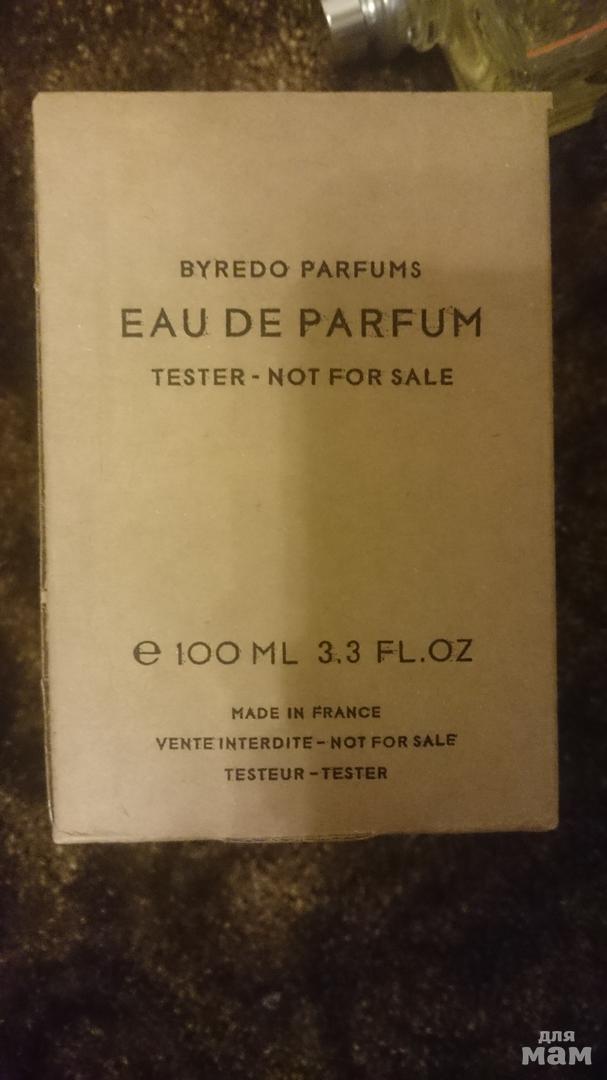 BYREDO PARFUMS
EAU DE PARFUM
TESTER - NOT FOR SALE
e 100 ML 3.3 FL.OZ
MADE IN FRANCE
VENTE INTERDITE - NOT FOR SALE
TESTEUR - TESTER
для
мам